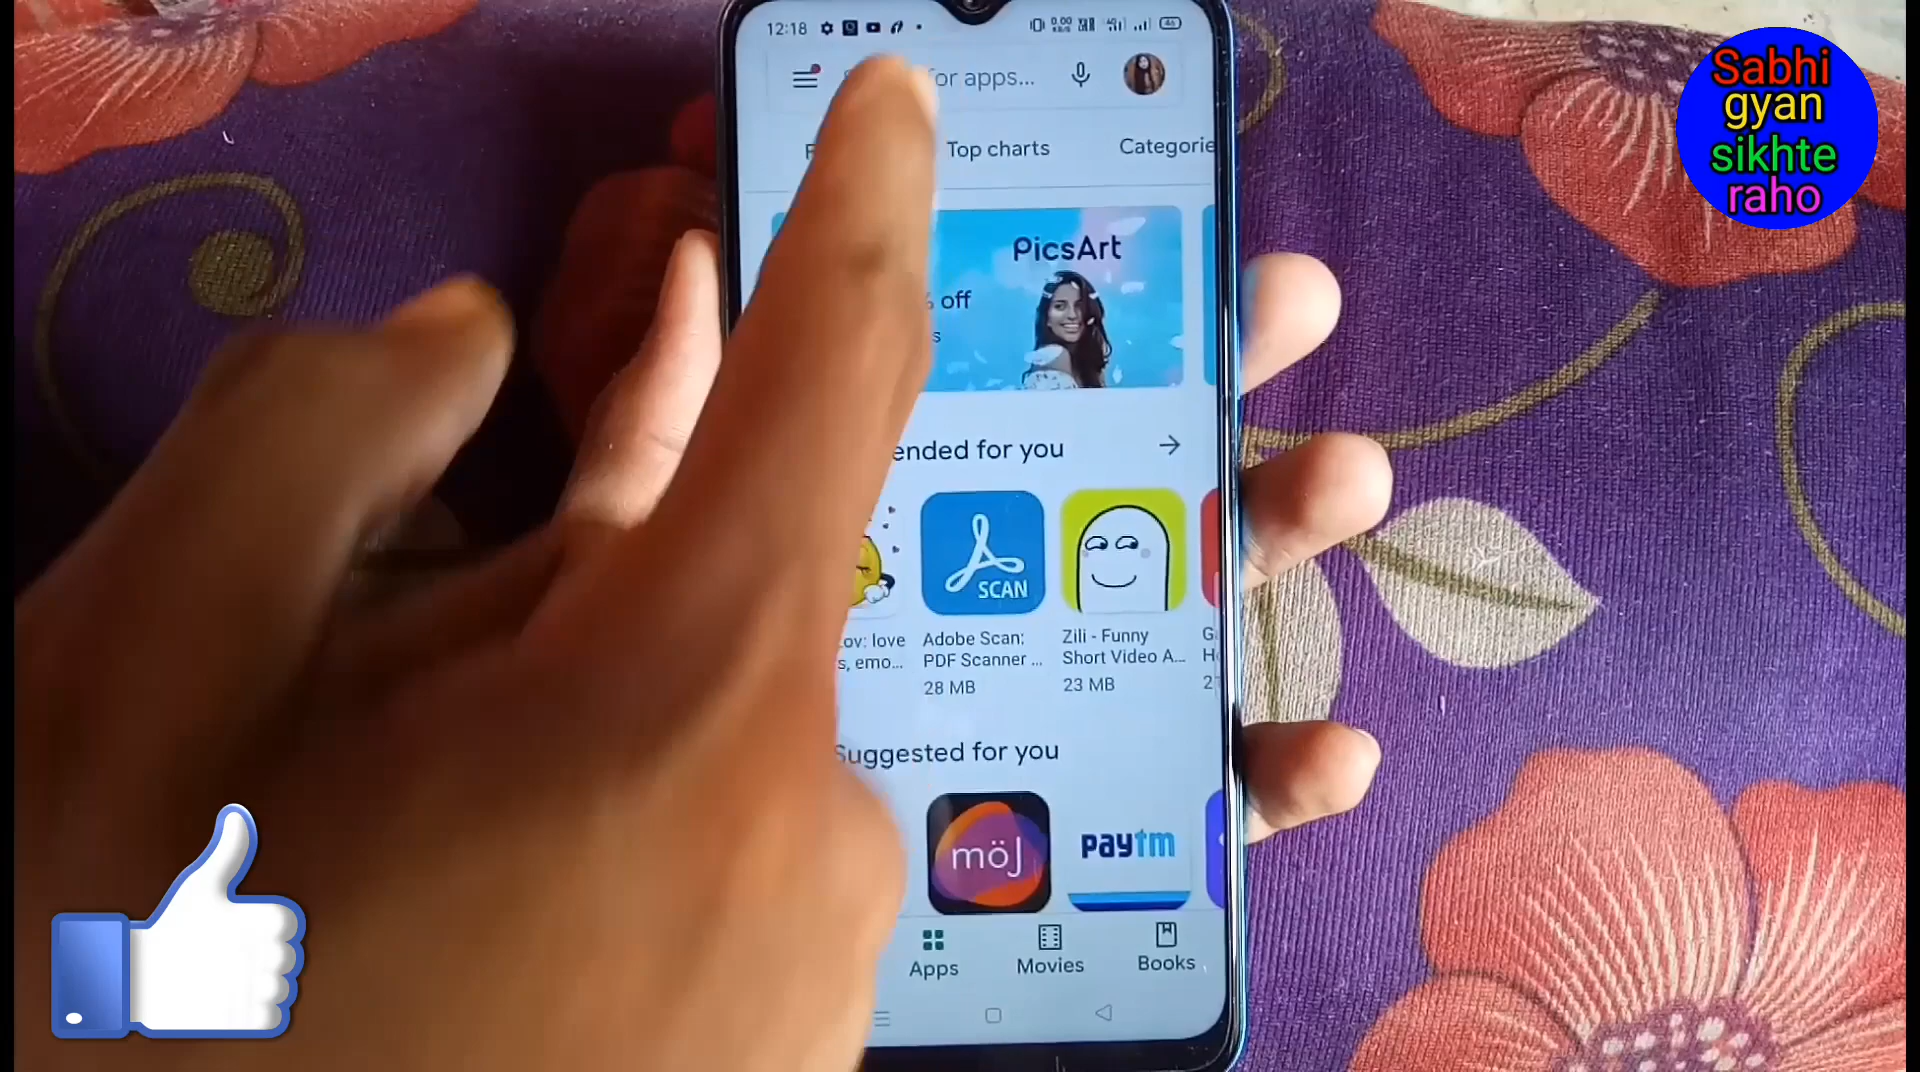 12:18
for apps...
Top charts
Categorie
PicsArt
% off
s
ended for you
SCAN
ov: love
s, emo...
Adobe Scan:
PDF Scanner ...
28 MB
Zili - Funny
Short Video A...
23 MB
Suggested for you
möj
paytm
Apps
Movies
Books
Sabhi
gyan
sikhte
raho